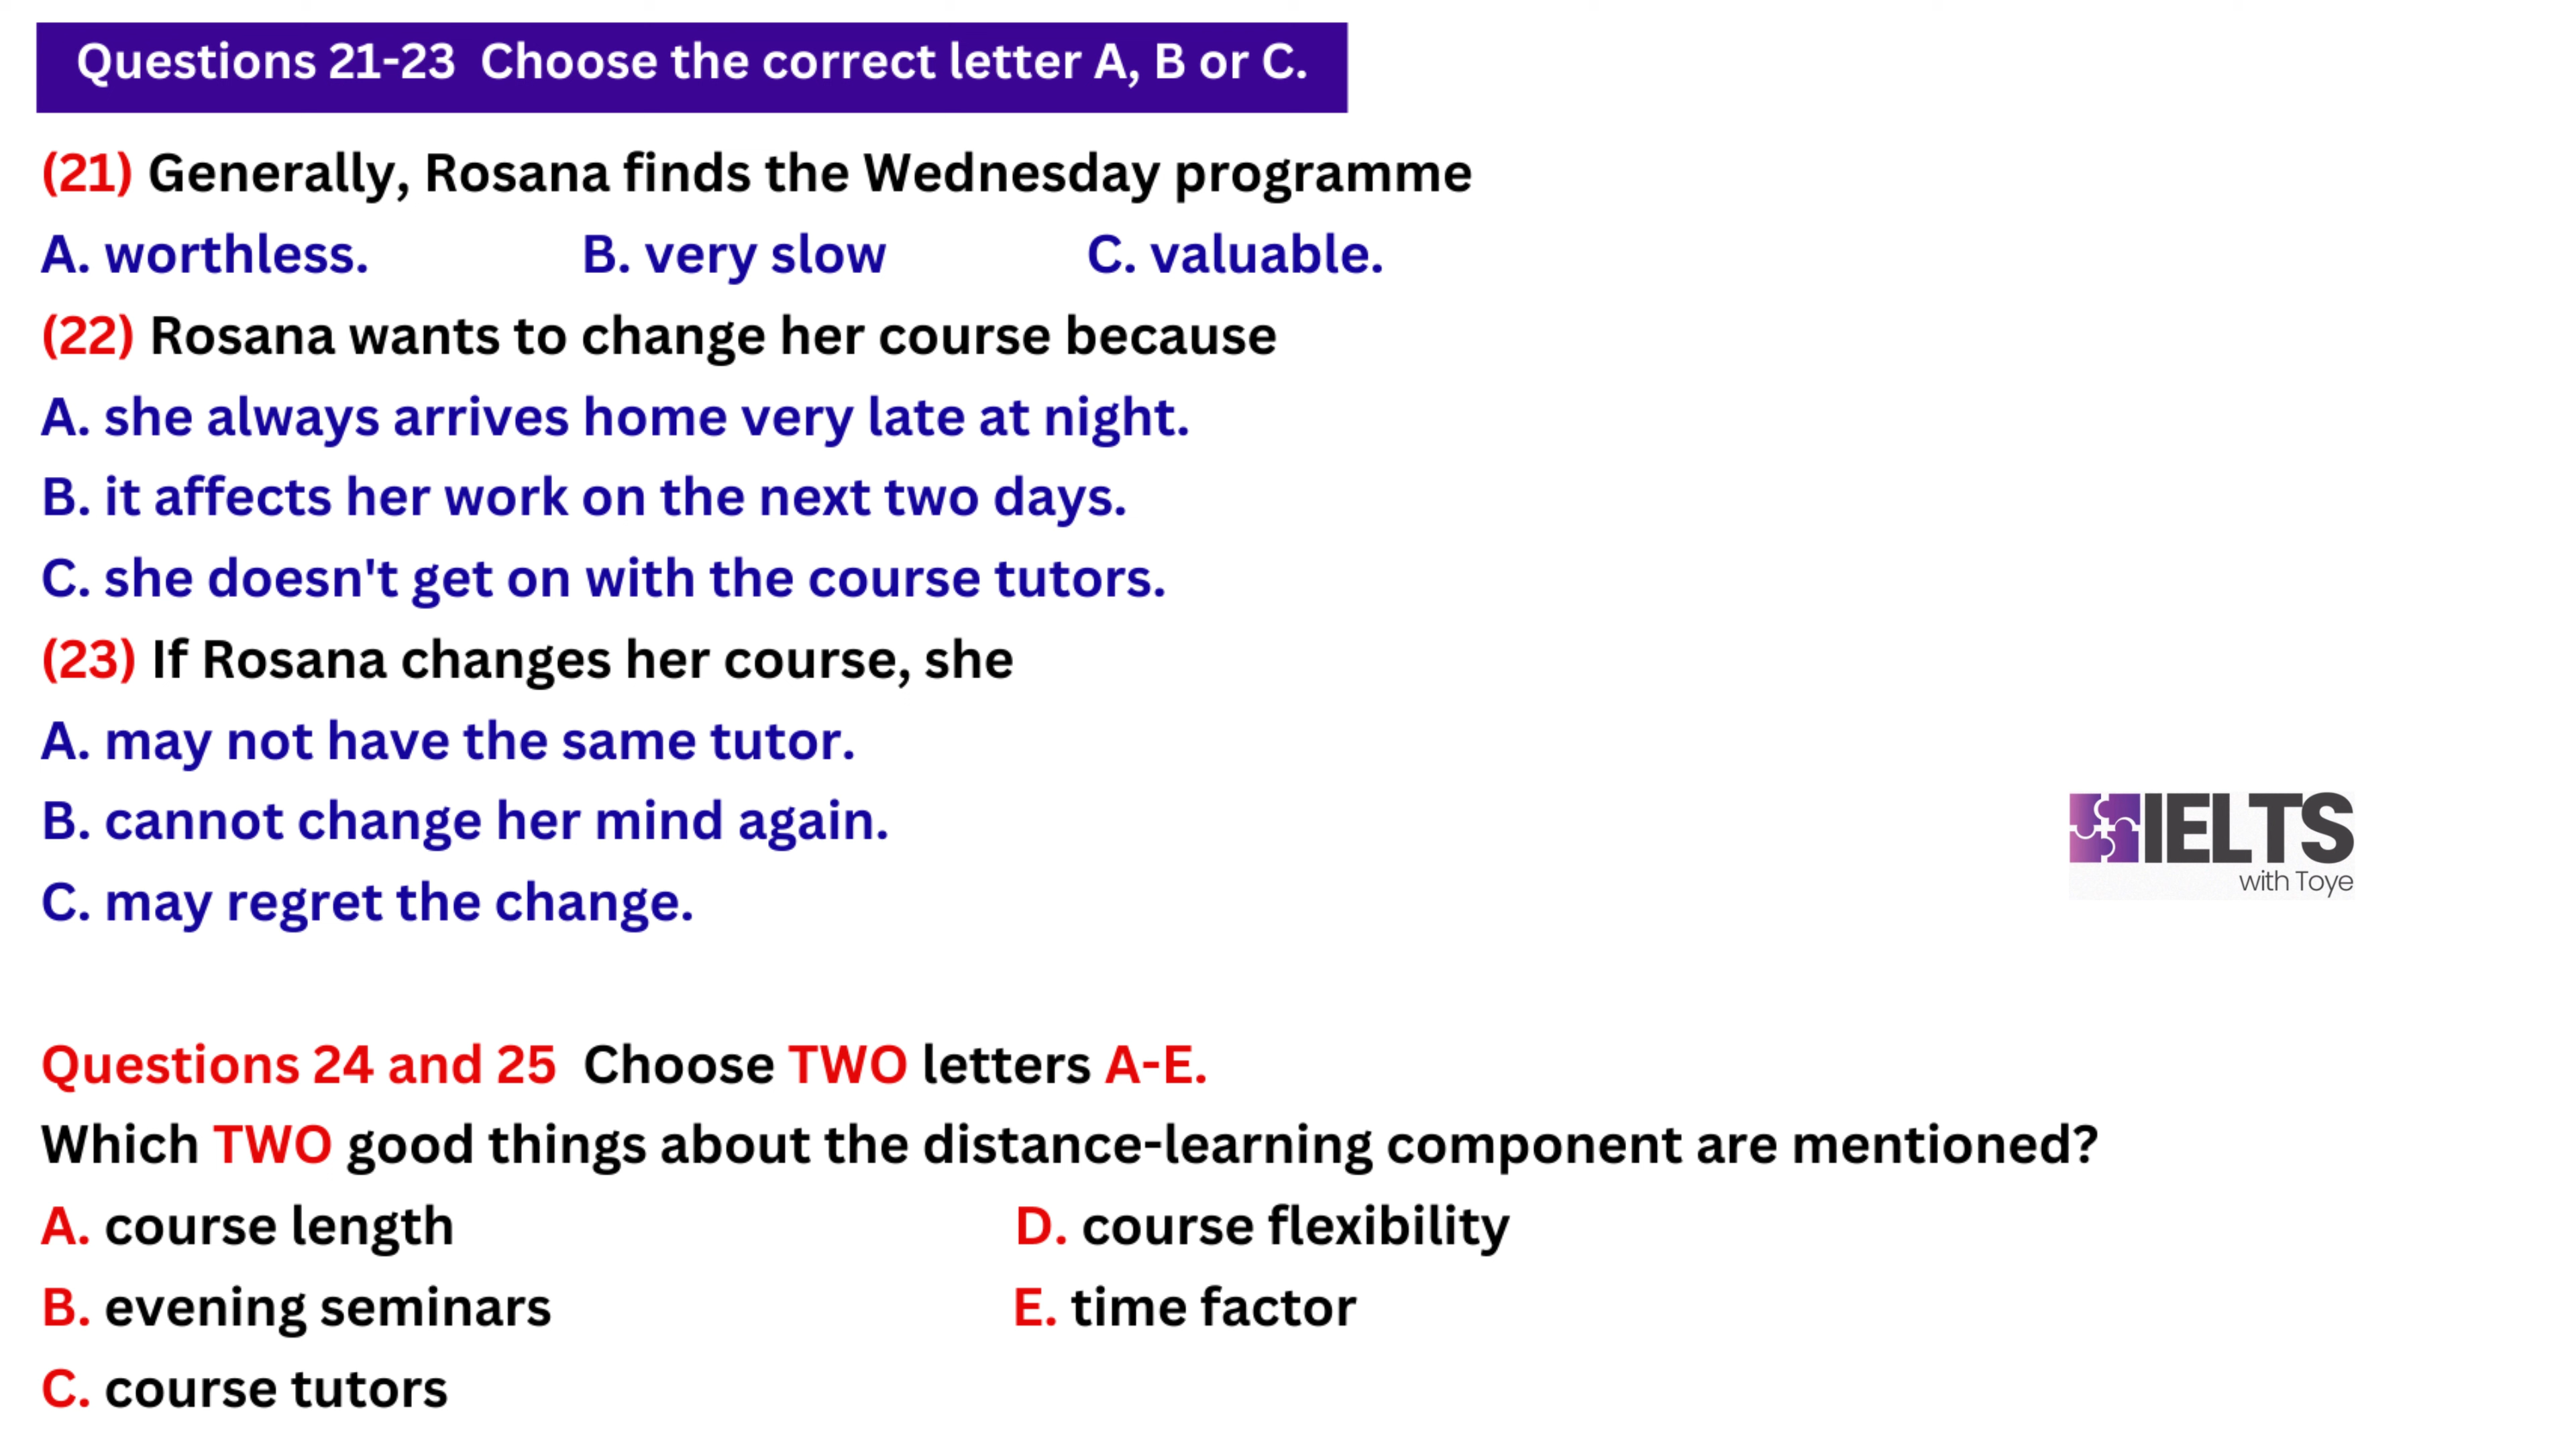 Questions 21-23 Choose the correct letter A, B or C.
(21) Generally, Rosana finds the Wednesday programme
A. worthless. B. very slow C. valuable.
(22) Rosana wants to change her course because
A. she always arrives home very late at night.
B. it affects her work on the next two days.
C. she doesn't get on with the course tutors.
(23) If Rosana changes her course, she
A. may not have the same tutor.
B. cannot change her mind again.
C. may regret the change.
IELTS
with Toye
Questions 24 and 25 Choose TWO letters A-E.
Which TWO good things about the distance-learning component are mentioned?
A. course length D. course flexibility
B. evening seminars E. time factor
C. course tutors